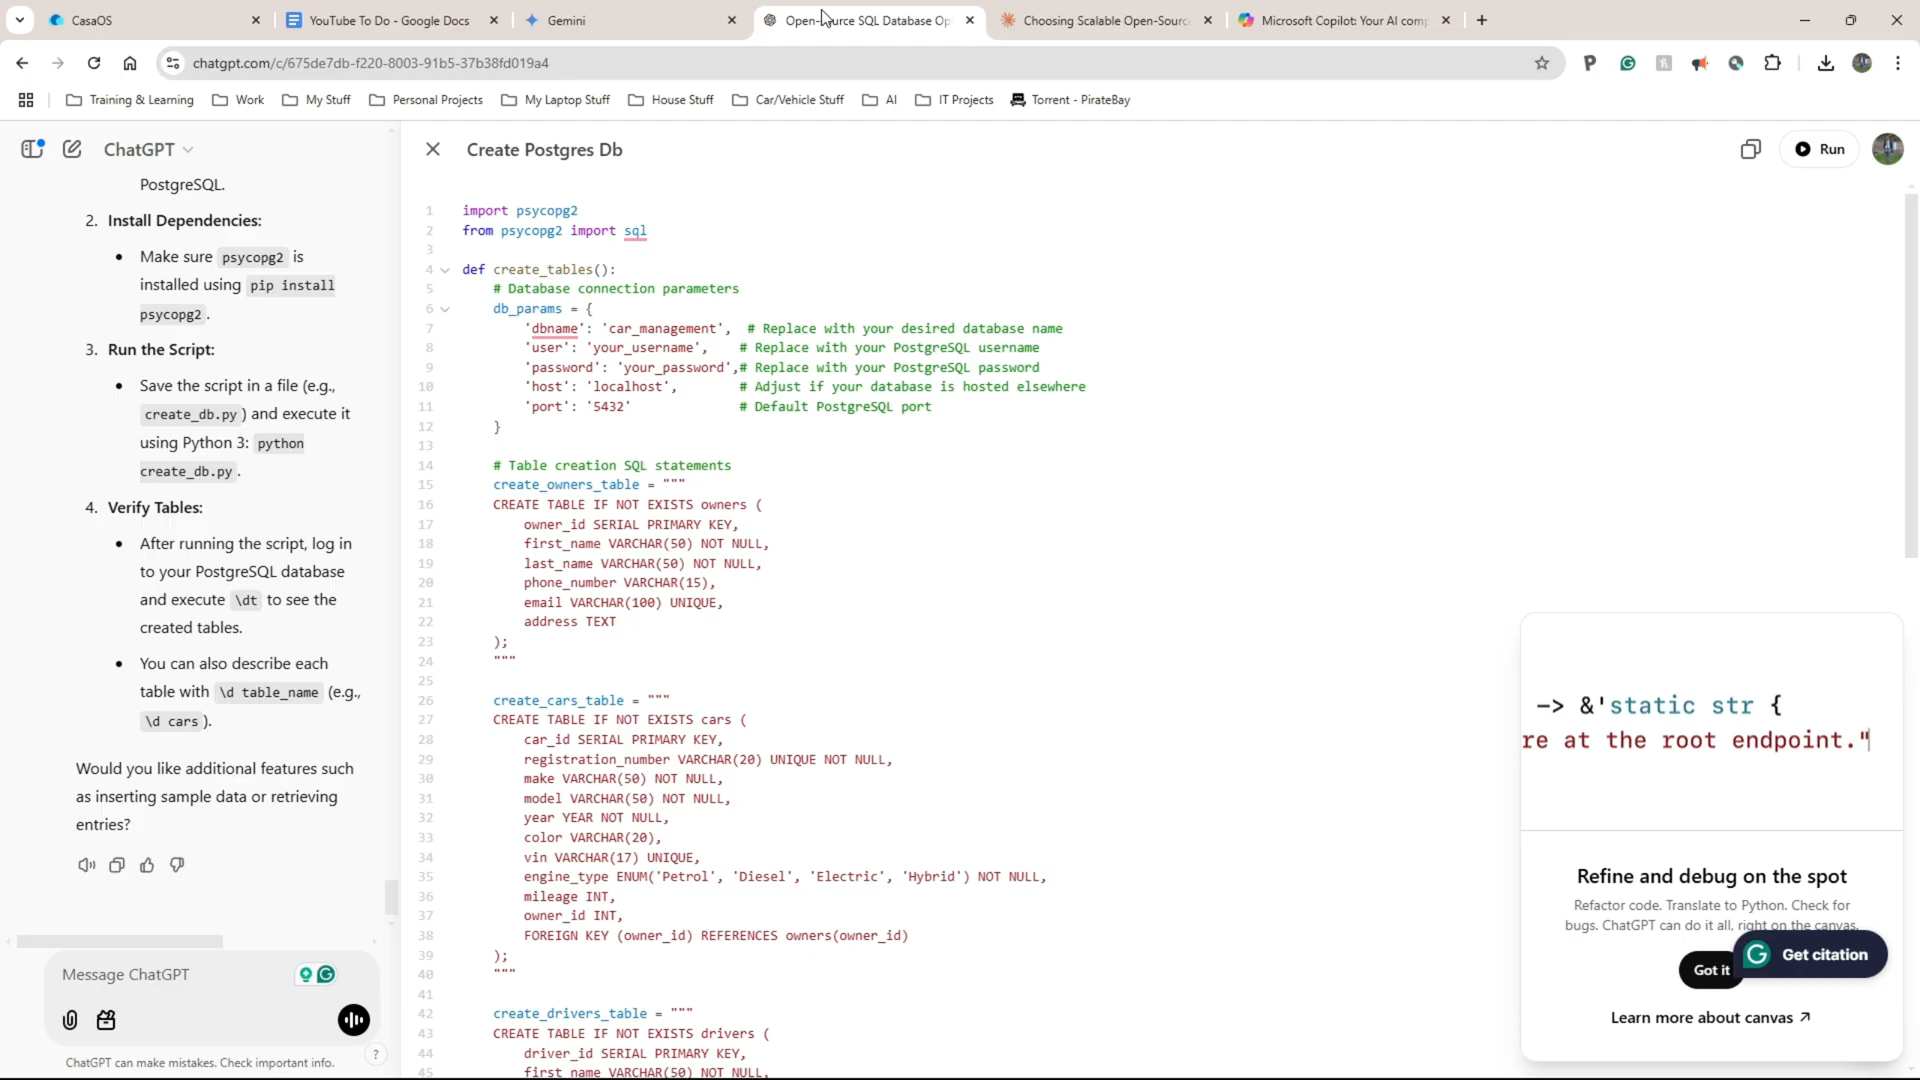 CasaOS
YouTube To Do - Google Docs
Gemini
Open-Source SQL Database Op
Choosing Scalable Open-Sourc
Microsoft Copilot: Your AI comp
chatgpt.com/c/675de7db-f220-8003-91b5-37b38fd019a4
Training & Learning
Work
My Stuff
Personal Projects
My Laptop Stuff
House Stuff
Car/Vehicle Stuff
AI
IT Projects
Torrent - PirateBay
ChatGPT
PostgreSQL.
2. Install Dependencies:
Make sure psycopg2 is
installed using pip install
psycopg2.
3. Run the Script:
Save the script in a file (e.g.,
create_db.py) and execute it
using Python 3: python
create_db.py.
4. Verify Tables:
After running the script, log in
to your PostgreSQL database
and execute \dt to see the
created tables.
You can also describe each
table with \d table_name (e.g.,
\d cars).
Would you like additional features such
as inserting sample data or retrieving
entries?
Message ChatGPT
ChatGPT can make mistakes. Check important info.
?
Create Postgres Db
Run
1 import psycopg2
2 from psycopg2 import sql
3
4 def create_tables():
5 # Database connection parameters
6 db_params = {
7 'dbname': 'car_management', # Replace with your desired database name
8 'user': 'your_username', # Replace with your PostgreSQL username
9 'password': 'your_password',# Replace with your PostgreSQL password
10 'host': 'localhost', # Adjust if your database is hosted elsewhere
11 'port': '5432' # Default PostgreSQL port
12 }
13
14 # Table creation SQL statements
15 create_owners_table = """
16 CREATE TABLE IF NOT EXISTS owners (
17 owner_id SERIAL PRIMARY KEY,
18 first_name VARCHAR(50) NOT NULL,
19 last_name VARCHAR(50) NOT NULL,
20 phone_number VARCHAR(15),
21 email VARCHAR(100) UNIQUE,
22 address TEXT
23 );
24 """
25
26 create_cars_table = """
27 CREATE TABLE IF NOT EXISTS cars (
28 car_id SERIAL PRIMARY KEY,
29 registration_number VARCHAR(20) UNIQUE NOT NULL,
30 make VARCHAR(50) NOT NULL,
31 model VARCHAR(50) NOT NULL,
32 year YEAR NOT NULL,
33 color VARCHAR(20),
34 vin VARCHAR(17) UNIQUE,
35 engine_type ENUM('Petrol', 'Diesel', 'Electric', 'Hybrid') NOT NULL,
36 mileage INT,
37 owner_id INT,
38 FOREIGN KEY (owner_id) REFERENCES owners(owner_id)
39 );
40 """
41
42 create_drivers_table = """
43 CREATE TABLE IF NOT EXISTS drivers (
44 driver_id SERIAL PRIMARY KEY,
45 first_name VARCHAR(50) NOT NULL,
-> &'static str {
re at the root endpoint."
Refine and debug on the spot
Refactor code. Translate to Python. Check for
bugs. ChatGPT can do it all, right on the canvas.
Got it
Get citation
Learn more about canvas ↗